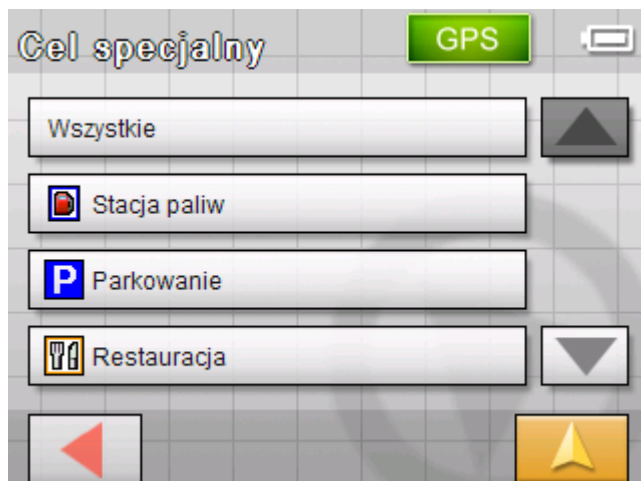 Cel specjalny
GPS
Wszystkie
Stacja paliw
P Parkowanie
Restauracja